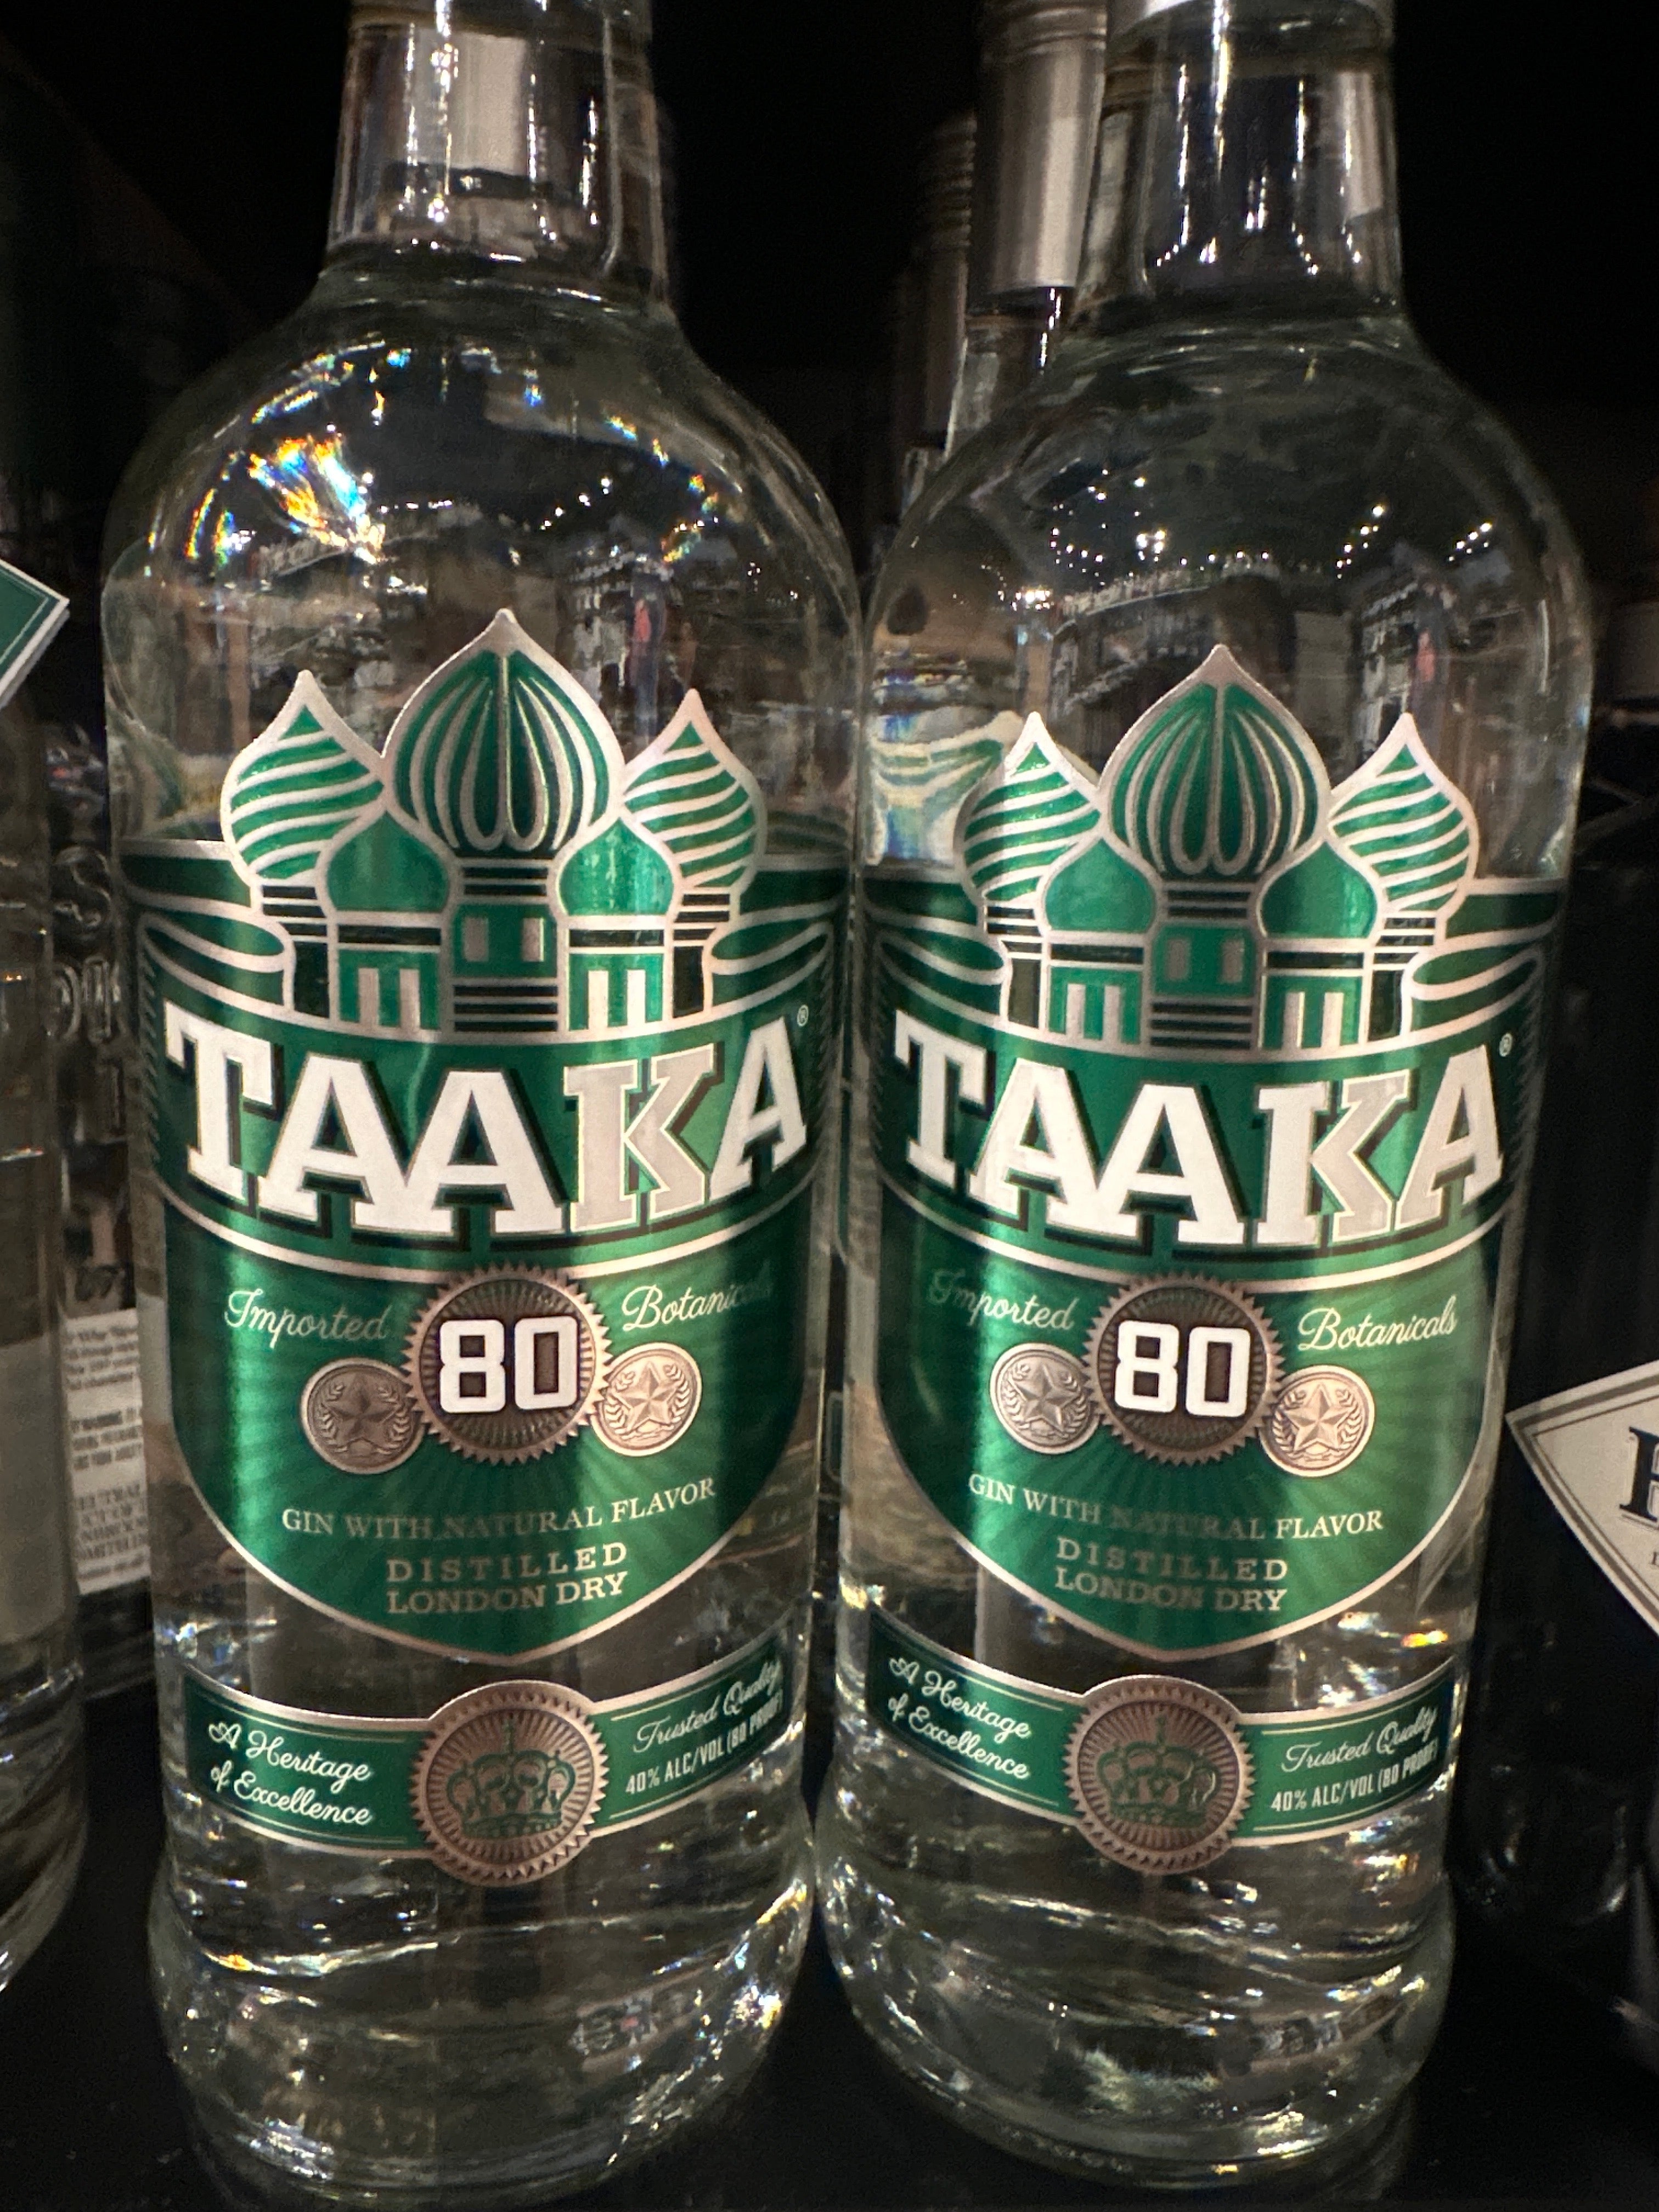 TAAKA®
Imported Botanicals
80
GIN WITH NATURAL FLAVOR
DISTILLED
LONDON DRY
A Heritage
of Excellence
Trusted Quality
40% ALC/VOL (80 PROOF)
TAAKA®
Imported Botanicals
80
GIN WITH NATURAL FLAVOR
DISTILLED
LONDON DRY
A Heritage
of Excellence
Trusted Quality
40% ALC/VOL (80 PROOF)